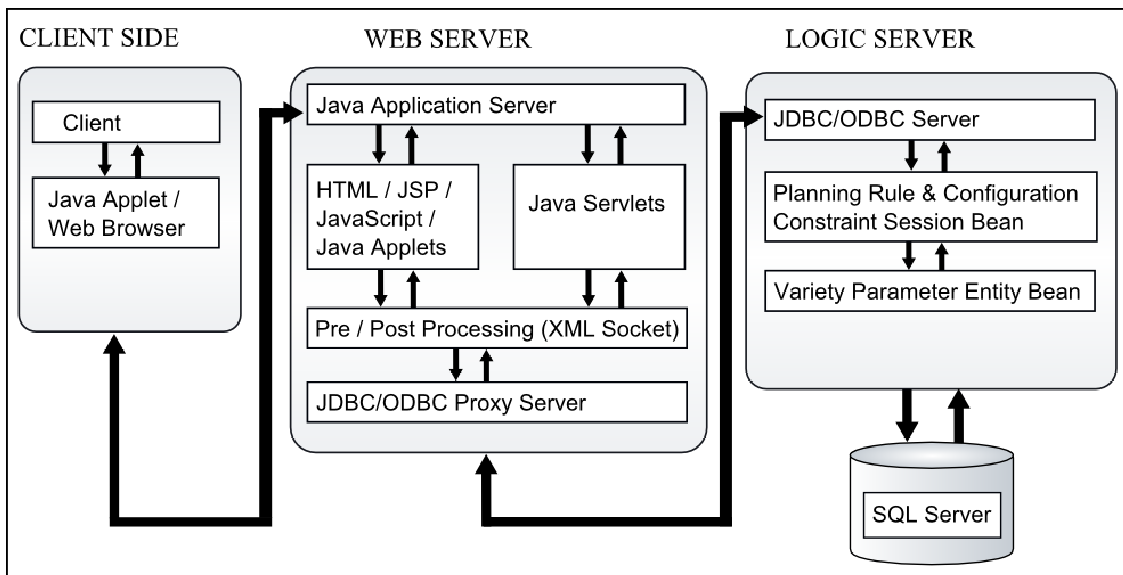 CLIENT SIDE
Client
Java Applet /
Web Browser
WEB SERVER
Java Application Server
HTML / JSP /
JavaScript /
Java Applets
Java Servlets
Pre / Post Processing (XML Socket)
JDBC/ODBC Proxy Server
LOGIC SERVER
JDBC/ODBC Server
Planning Rule & Configuration
Constraint Session Bean
Variety Parameter Entity Bean
SQL Server